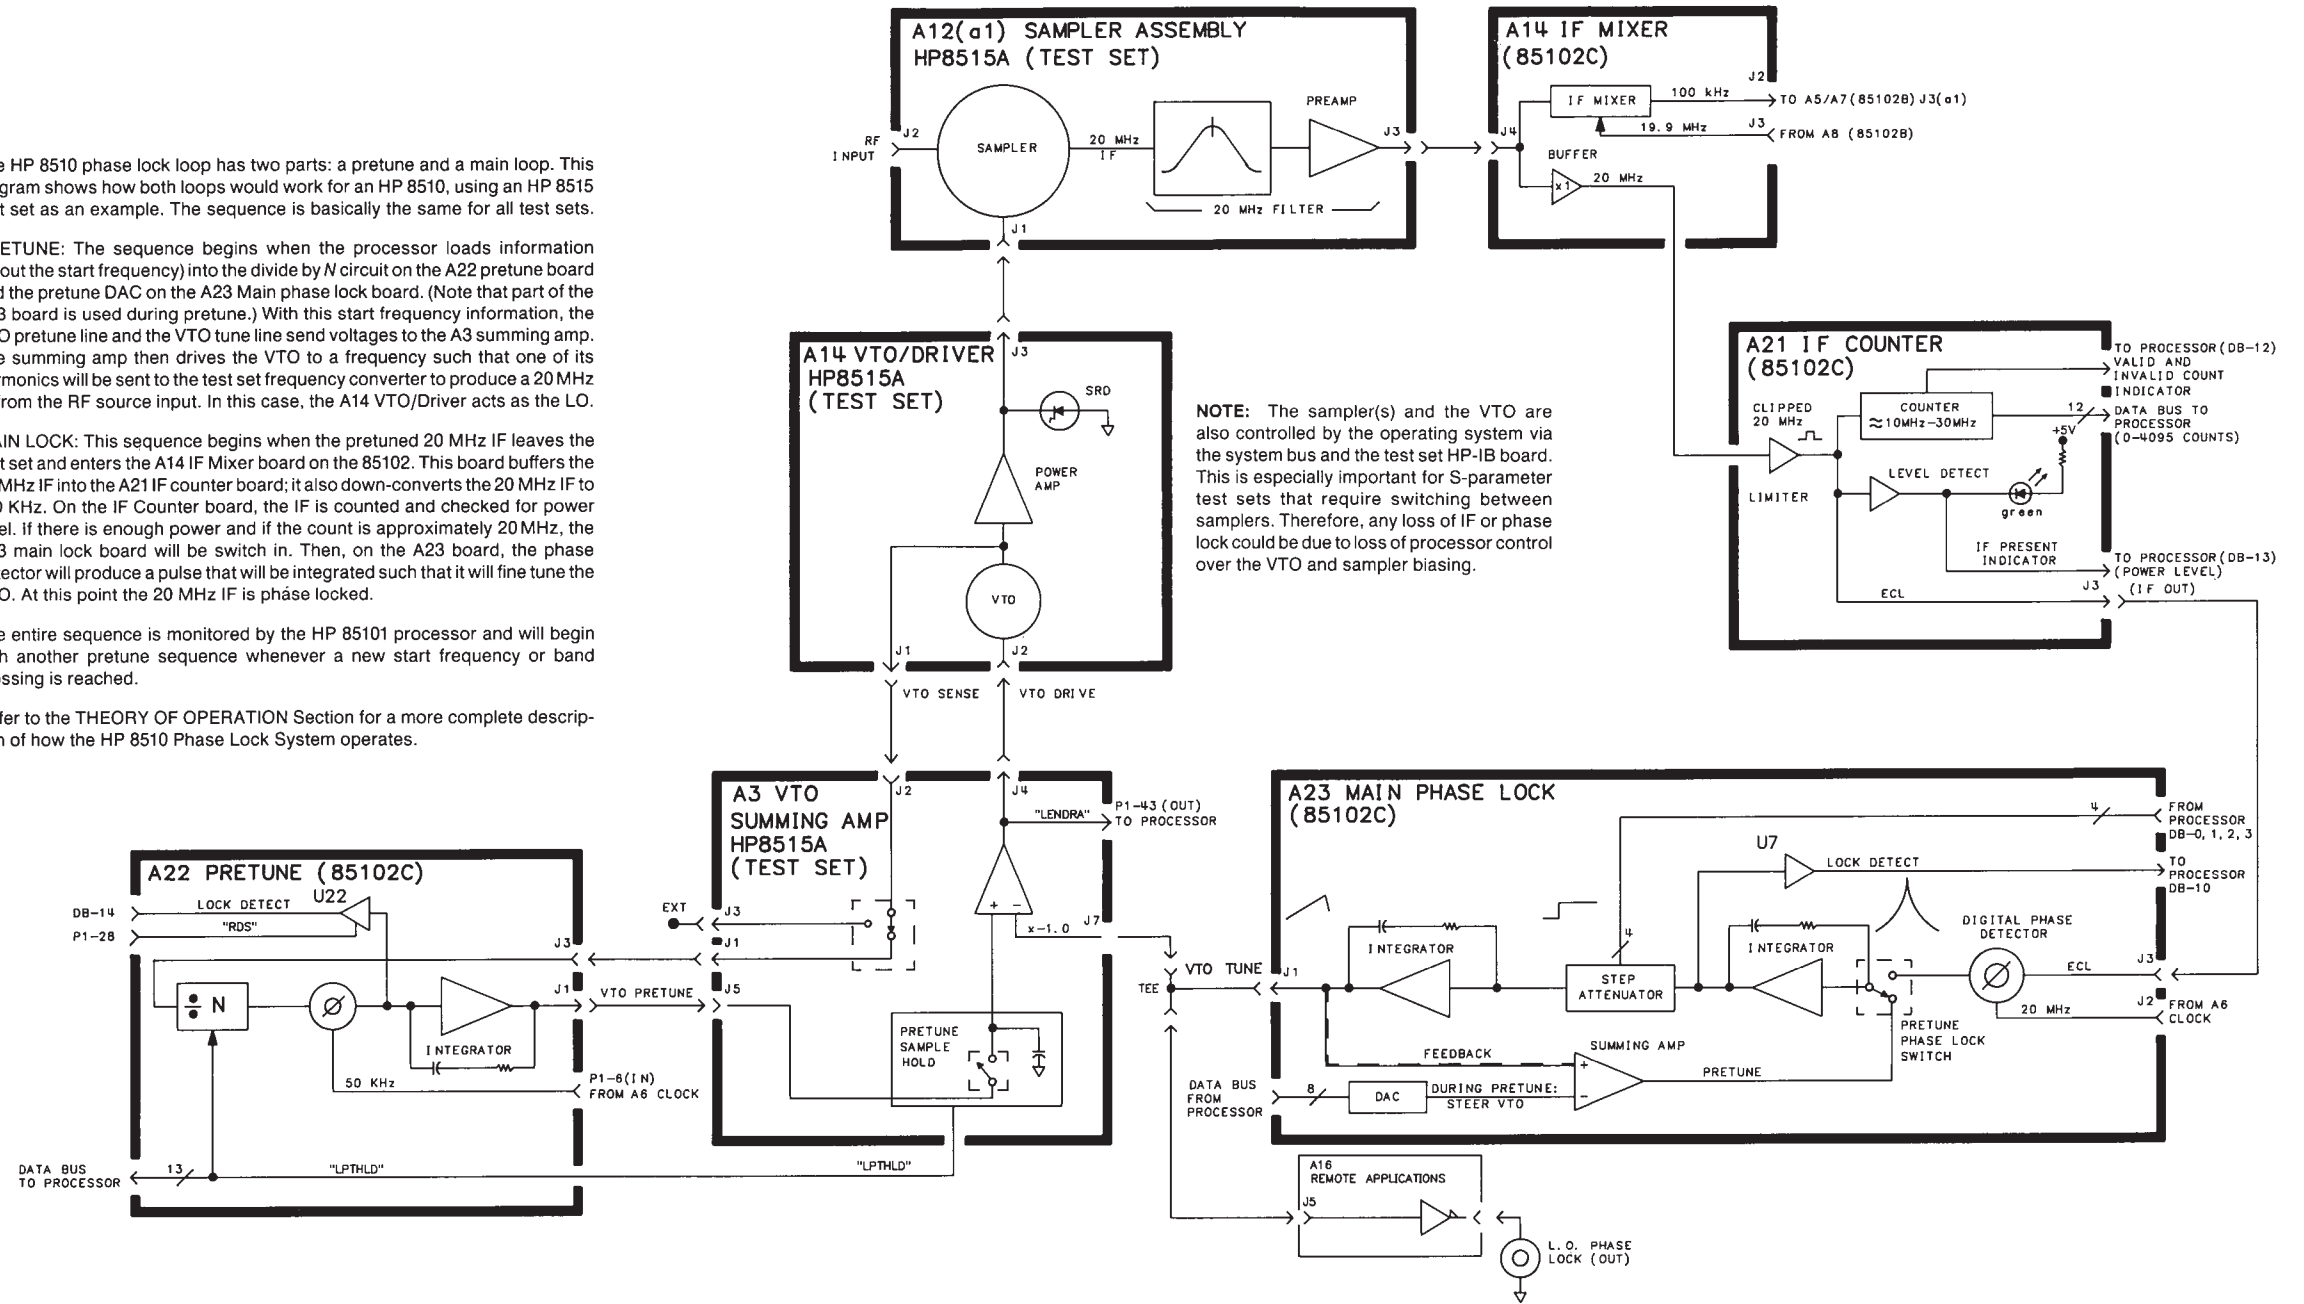 e HP 8510 phase lock loop has two parts: a pretune and a main loop. This
gram shows how both loops would work for an HP 8510, using an HP 8515
t set as an example. The sequence is basically the same for all test sets.
ETUNE: The sequence begins when the processor loads information
out the start frequency) into the divide by N circuit on the A22 pretune board
d the pretune DAC on the A23 Main phase lock board. (Note that part of the
3 board is used during pretune.) With this start frequency information, the
O pretune line and the VTO tune line send voltages to the A3 summing amp.
e summing amp then drives the VTO to a frequency such that one of its
rmonics will be sent to the test set frequency converter to produce a 20 MHz
from the RF source input. In this case, the A14 VTO/Driver acts as the LO.
AIN LOCK: This sequence begins when the pretuned 20 MHz IF leaves the
t set and enters the A14 IF Mixer board on the 85102. This board buffers the
MHz IF into the A21 IF counter board; it also down-converts the 20 MHz IF to
0 KHz. On the IF Counter board, the IF is counted and checked for power
el. If there is enough power and if the count is approximately 20 MHz, the
3 main lock board will be switch in. Then, on the A23 board, the phase
tector will produce a pulse that will be integrated such that it will fine tune the
O. At this point the 20 MHz IF is pháse locked.
e entire sequence is monitored by the HP 85101 processor and will begin
h another pretune sequence whenever a new start frequency or band
ssing is reached.
fer to the THEORY OF OPERATION Section for a more complete descrip-
n of how the HP 8510 Phase Lock System operates.
A12(a1) SAMPLER ASSEMBLY
HP8515A (TEST SET)
RF
INPUT
J2
SAMPLER
20 MHz
IF
PREAMP
J3
20 MHz FILTER
J1
A14 IF MIXER
(85102C)
J4
IF MIXER
100 kHz
J2
TO A5/A7(85102B)J3(a1)
19.9 MHz
J3
FROM A8 (85102B)
BUFFER
x1
20 MHz
A14 VTO/DRIVER
HP8515A
(TEST SET)
J3
SRD
POWER
AMP
VTO
J1
J2
VTO SENSE
VTO DRIVE
NOTE: The sampler(s) and the VTO are
also controlled by the operating system via
the system bus and the test set HP-IB board.
This is especially important for S-parameter
test sets that require switching between
samplers. Therefore, any loss of IF or phase
lock could be due to loss of processor control
over the VTO and sampler biasing.
A21 IF COUNTER
(85102C)
CLIPPED
20 MHz
LIMITER
COUNTER
≈10MHz-30MHz
LEVEL DETECT
green
+5V
12
IF PRESENT
INDICATOR
ECL
J3
TO PROCESSOR(DB-12)
VALID AND
INVALID COUNT
INDICATOR
DATA BUS TO
PROCESSOR
(0-4095 COUNTS)
TO PROCESSOR(DB-13)
(POWER LEVEL)
(IF OUT)
A22 PRETUNE (85102C)
U22
DB-14
LOCK DETECT
P1-28
"RDS"
J3
÷ N
Ø
J1
INTEGRATOR
50 KHz
P1-6(IN)
FROM A6 CLOCK
VTO PRETUNE
DATA BUS
TO PROCESSOR
13
"LPTHLD"
"LPTHLD"
A3 VTO
SUMMING AMP
HP8515A
(TEST SET)
J2
J4
"LENDRA"
P1-43(OUT)
TO PROCESSOR
EXT
J3
J1
J5
+ −
x-1.0
J7
PRETUNE
SAMPLE
HOLD
VTO TUNE
TEE
A23 MAIN PHASE LOCK
(85102C)
4
FROM
PROCESSOR
DB-0, 1, 2, 3
U7
LOCK DETECT
TO
PROCESSOR
DB-10
J1
INTEGRATOR
4
STEP
ATTENUATOR
INTEGRATOR
DIGITAL PHASE
DETECTOR
Ø
ECL
J3
J2
20 MHz
FROM A6
CLOCK
PRETUNE
PHASE LOCK
SWITCH
FEEDBACK
SUMMING AMP
+
−
PRETUNE
DATA BUS
FROM
PROCESSOR
8
DAC
DURING PRETUNE:
STEER VTO
A16
REMOTE APPLICATIONS
J5
L.O. PHASE
LOCK (OUT)